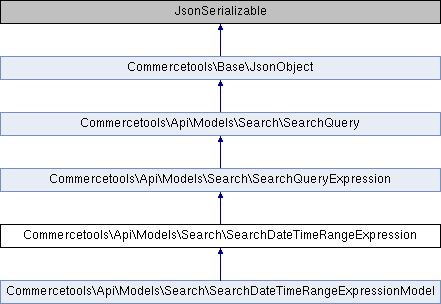 JsonSerializable
Commercetools\Base\JsonObject
Commercetools\Api\Models\Search\SearchQuery
Commercetools\Api\Models\Search\SearchQueryExpression
Commercetools\Api\Models\Search\SearchDateTimeRangeExpression
Commercetools\Api\Models\Search\SearchDateTimeRangeExpressionModel